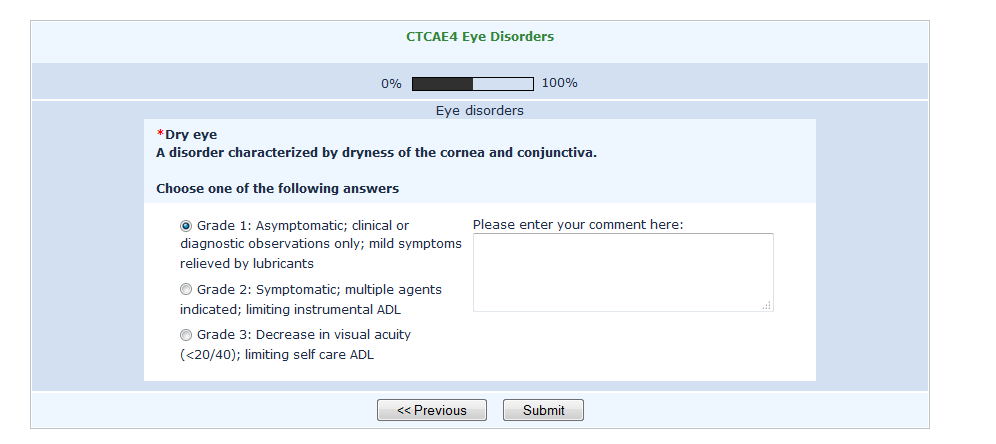 CTCAE4 Eye Disorders
0% 100%
Eye disorders
*Dry eye
A disorder characterized by dryness of the cornea and conjunctiva.
Choose one of the following answers
Grade 1: Asymptomatic; clinical or
diagnostic observations only; mild symptoms
relieved by lubricants
Grade 2: Symptomatic; multiple agents
indicated; limiting instrumental ADL
Grade 3: Decrease in visual acuity
(<20/40); limiting self care ADL
Please enter your comment here:
<< Previous
Submit